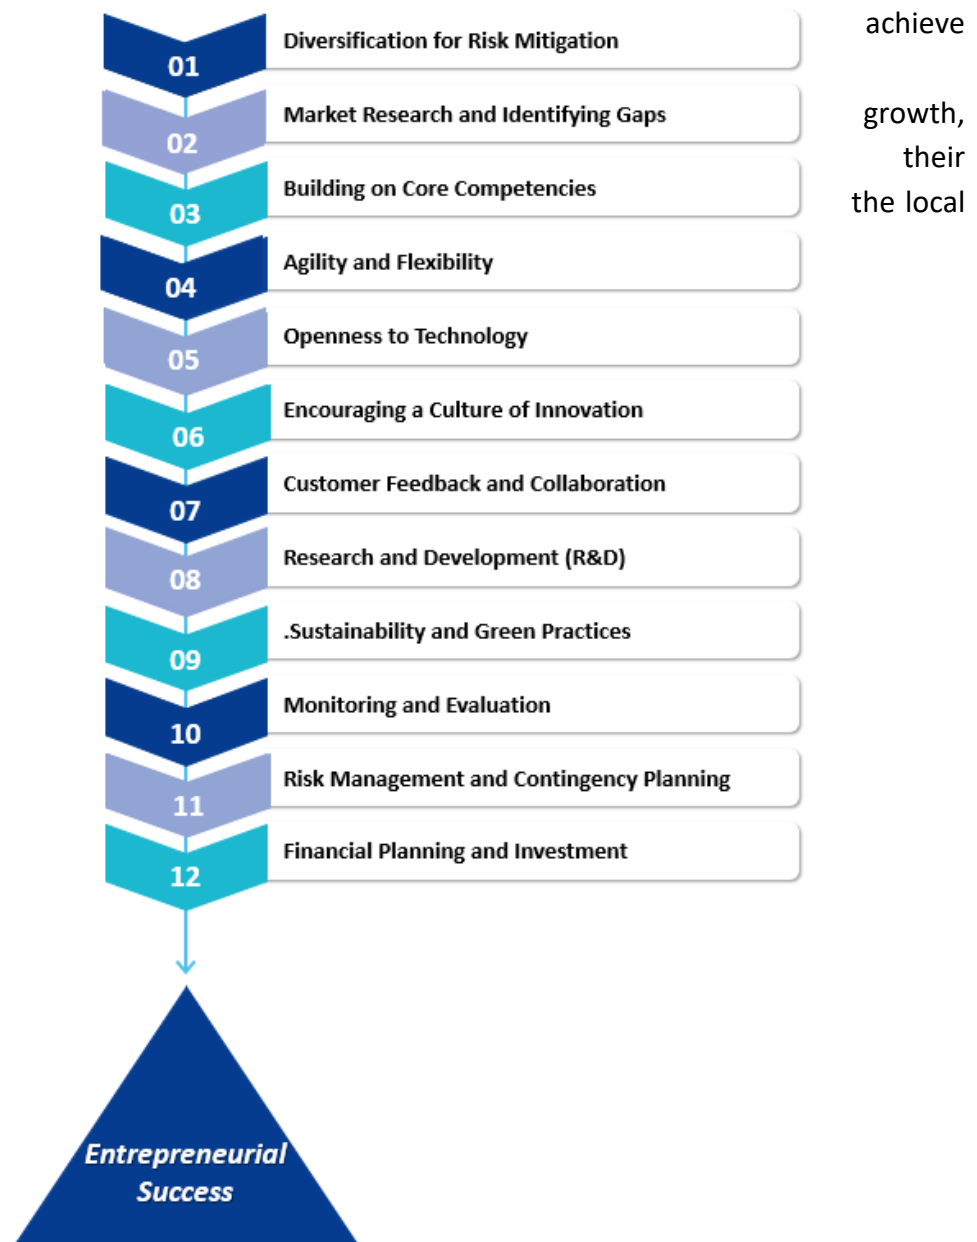 achieve
growth,
their
the local
01
Diversification for Risk Mitigation
02
Market Research and Identifying Gaps
03
Building on Core Competencies
04
Agility and Flexibility
05
Openness to Technology
06
Encouraging a Culture of Innovation
07
Customer Feedback and Collaboration
08
Research and Development (R&D)
09
.Sustainability and Green Practices
10
Monitoring and Evaluation
11
Risk Management and Contingency Planning
12
Financial Planning and Investment
Entrepreneurial
Success